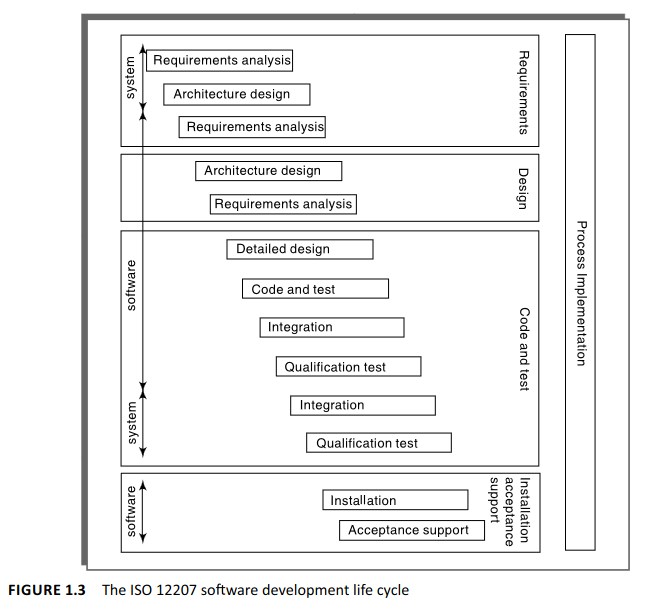 system
Requirements analysis
Architecture design
Requirements analysis
Requirements
Architecture design
Requirements analysis
Design
software
Detailed design
Code and test
Integration
Qualification test
Code and test
system
Integration
Qualification test
software
Installation
Acceptance support
Installation
acceptance
support
Process Implementation
FIGURE 1.3 The ISO 12207 software development life cycle